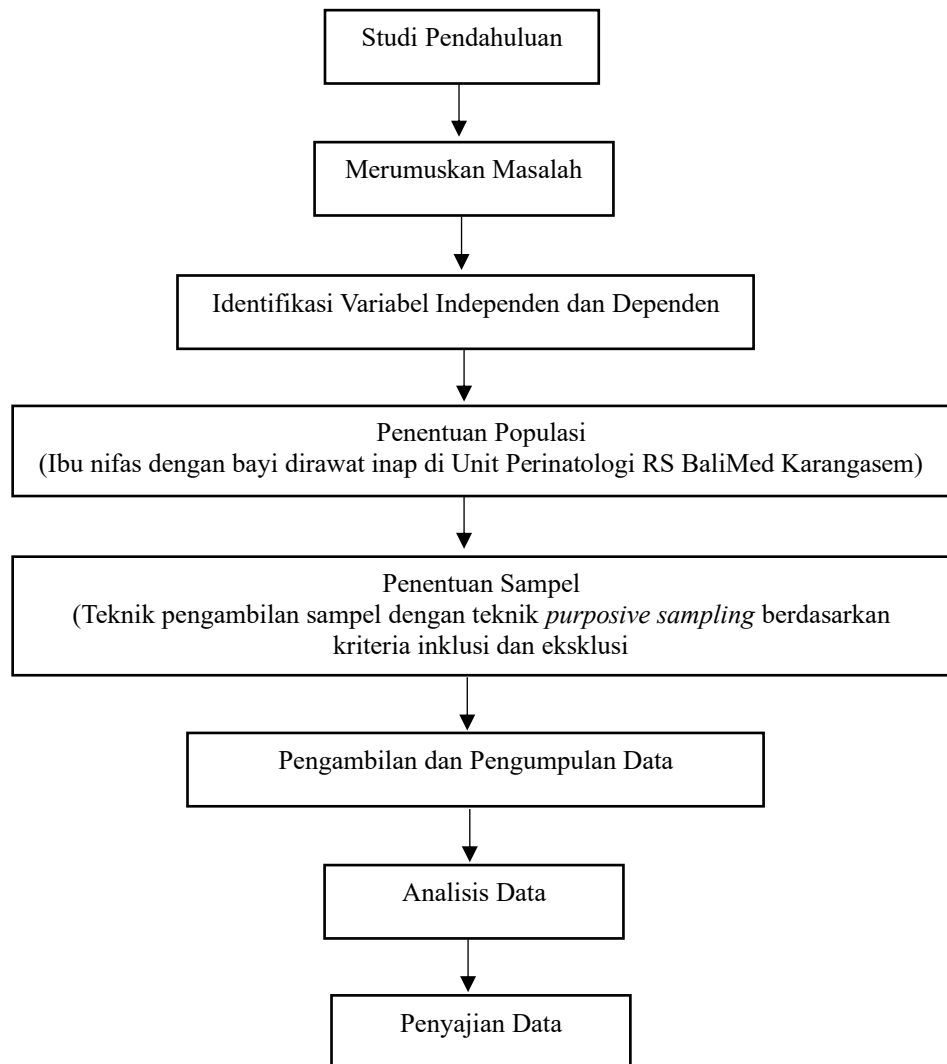 Studi Pendahuluan
Merumuskan Masalah
Identifikasi Variabel Independen dan Dependen
Penentuan Populasi
(Ibu nifas dengan bayi dirawat inap di Unit Perinatologi RS BaliMed Karangasem)
Penentuan Sampel
(Teknik pengambilan sampel dengan teknik purposive sampling berdasarkan
kriteria inklusi dan eksklusi
Pengambilan dan Pengumpulan Data
Analisis Data
Penyajian Data